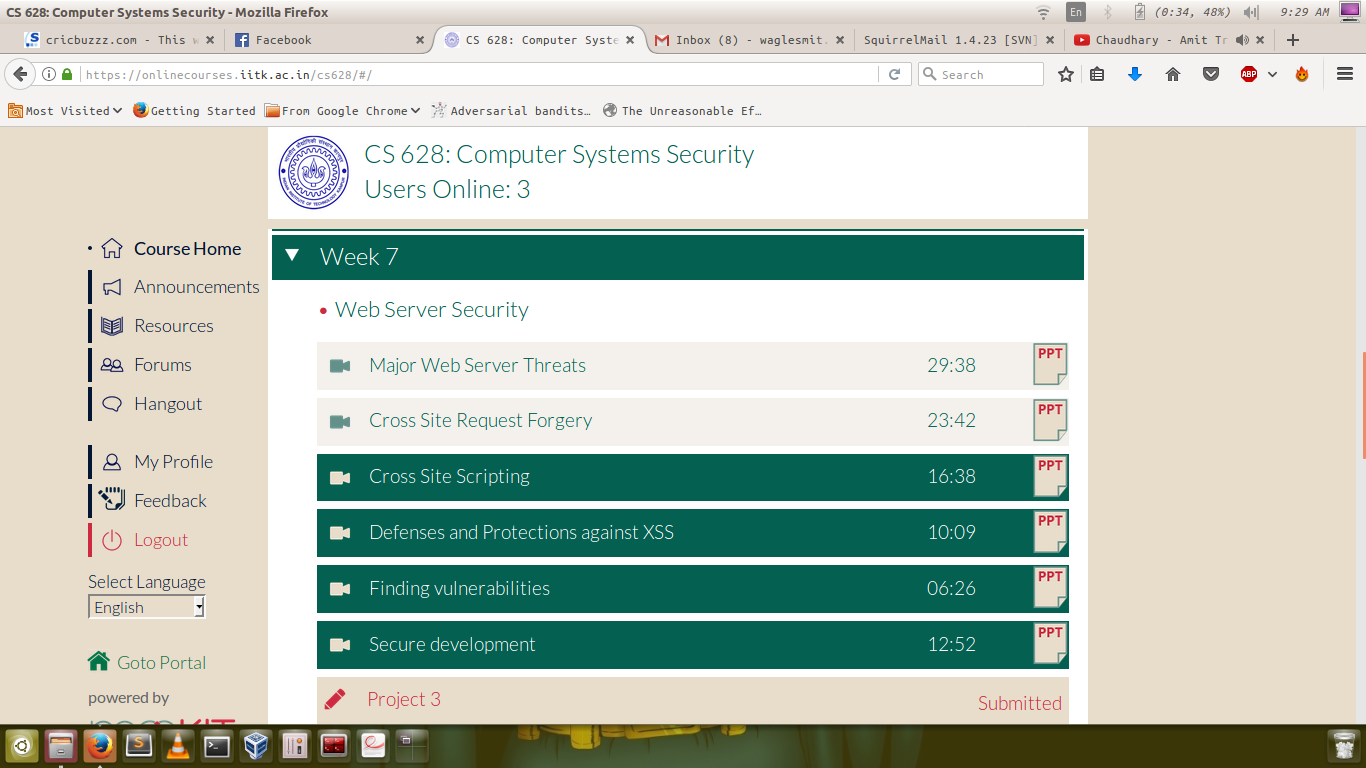 CS 628: Computer Systems Security - Mozilla Firefox
En
(0:34, 48%)
9:29 AM
cricbuzzz.com - This w
Facebook
CS 628: Computer Syste
Inbox (8) - waglesmit.
SquirrelMail 1.4.23 [SVN]
Chaudhary - Amit Tr
https://onlinecourses.iitk.ac.in/cs628/#/
Search
ABP
Most Visited
Getting Started
From Google Chrome
Adversarial bandits...
The Unreasonable Ef...
CS 628: Computer Systems Security
Users Online: 3
Course Home
Announcements
Resources
Forums
Hangout
My Profile
Feedback
Logout
Select Language
English
Goto Portal
powered by
Week 7
Web Server Security
Major Web Server Threats 29:38 PPT
Cross Site Request Forgery 23:42 PPT
Cross Site Scripting 16:38 PPT
Defenses and Protections against XSS 10:09 PPT
Finding vulnerabilities 06:26 PPT
Secure development 12:52 PPT
Project 3 Submitted